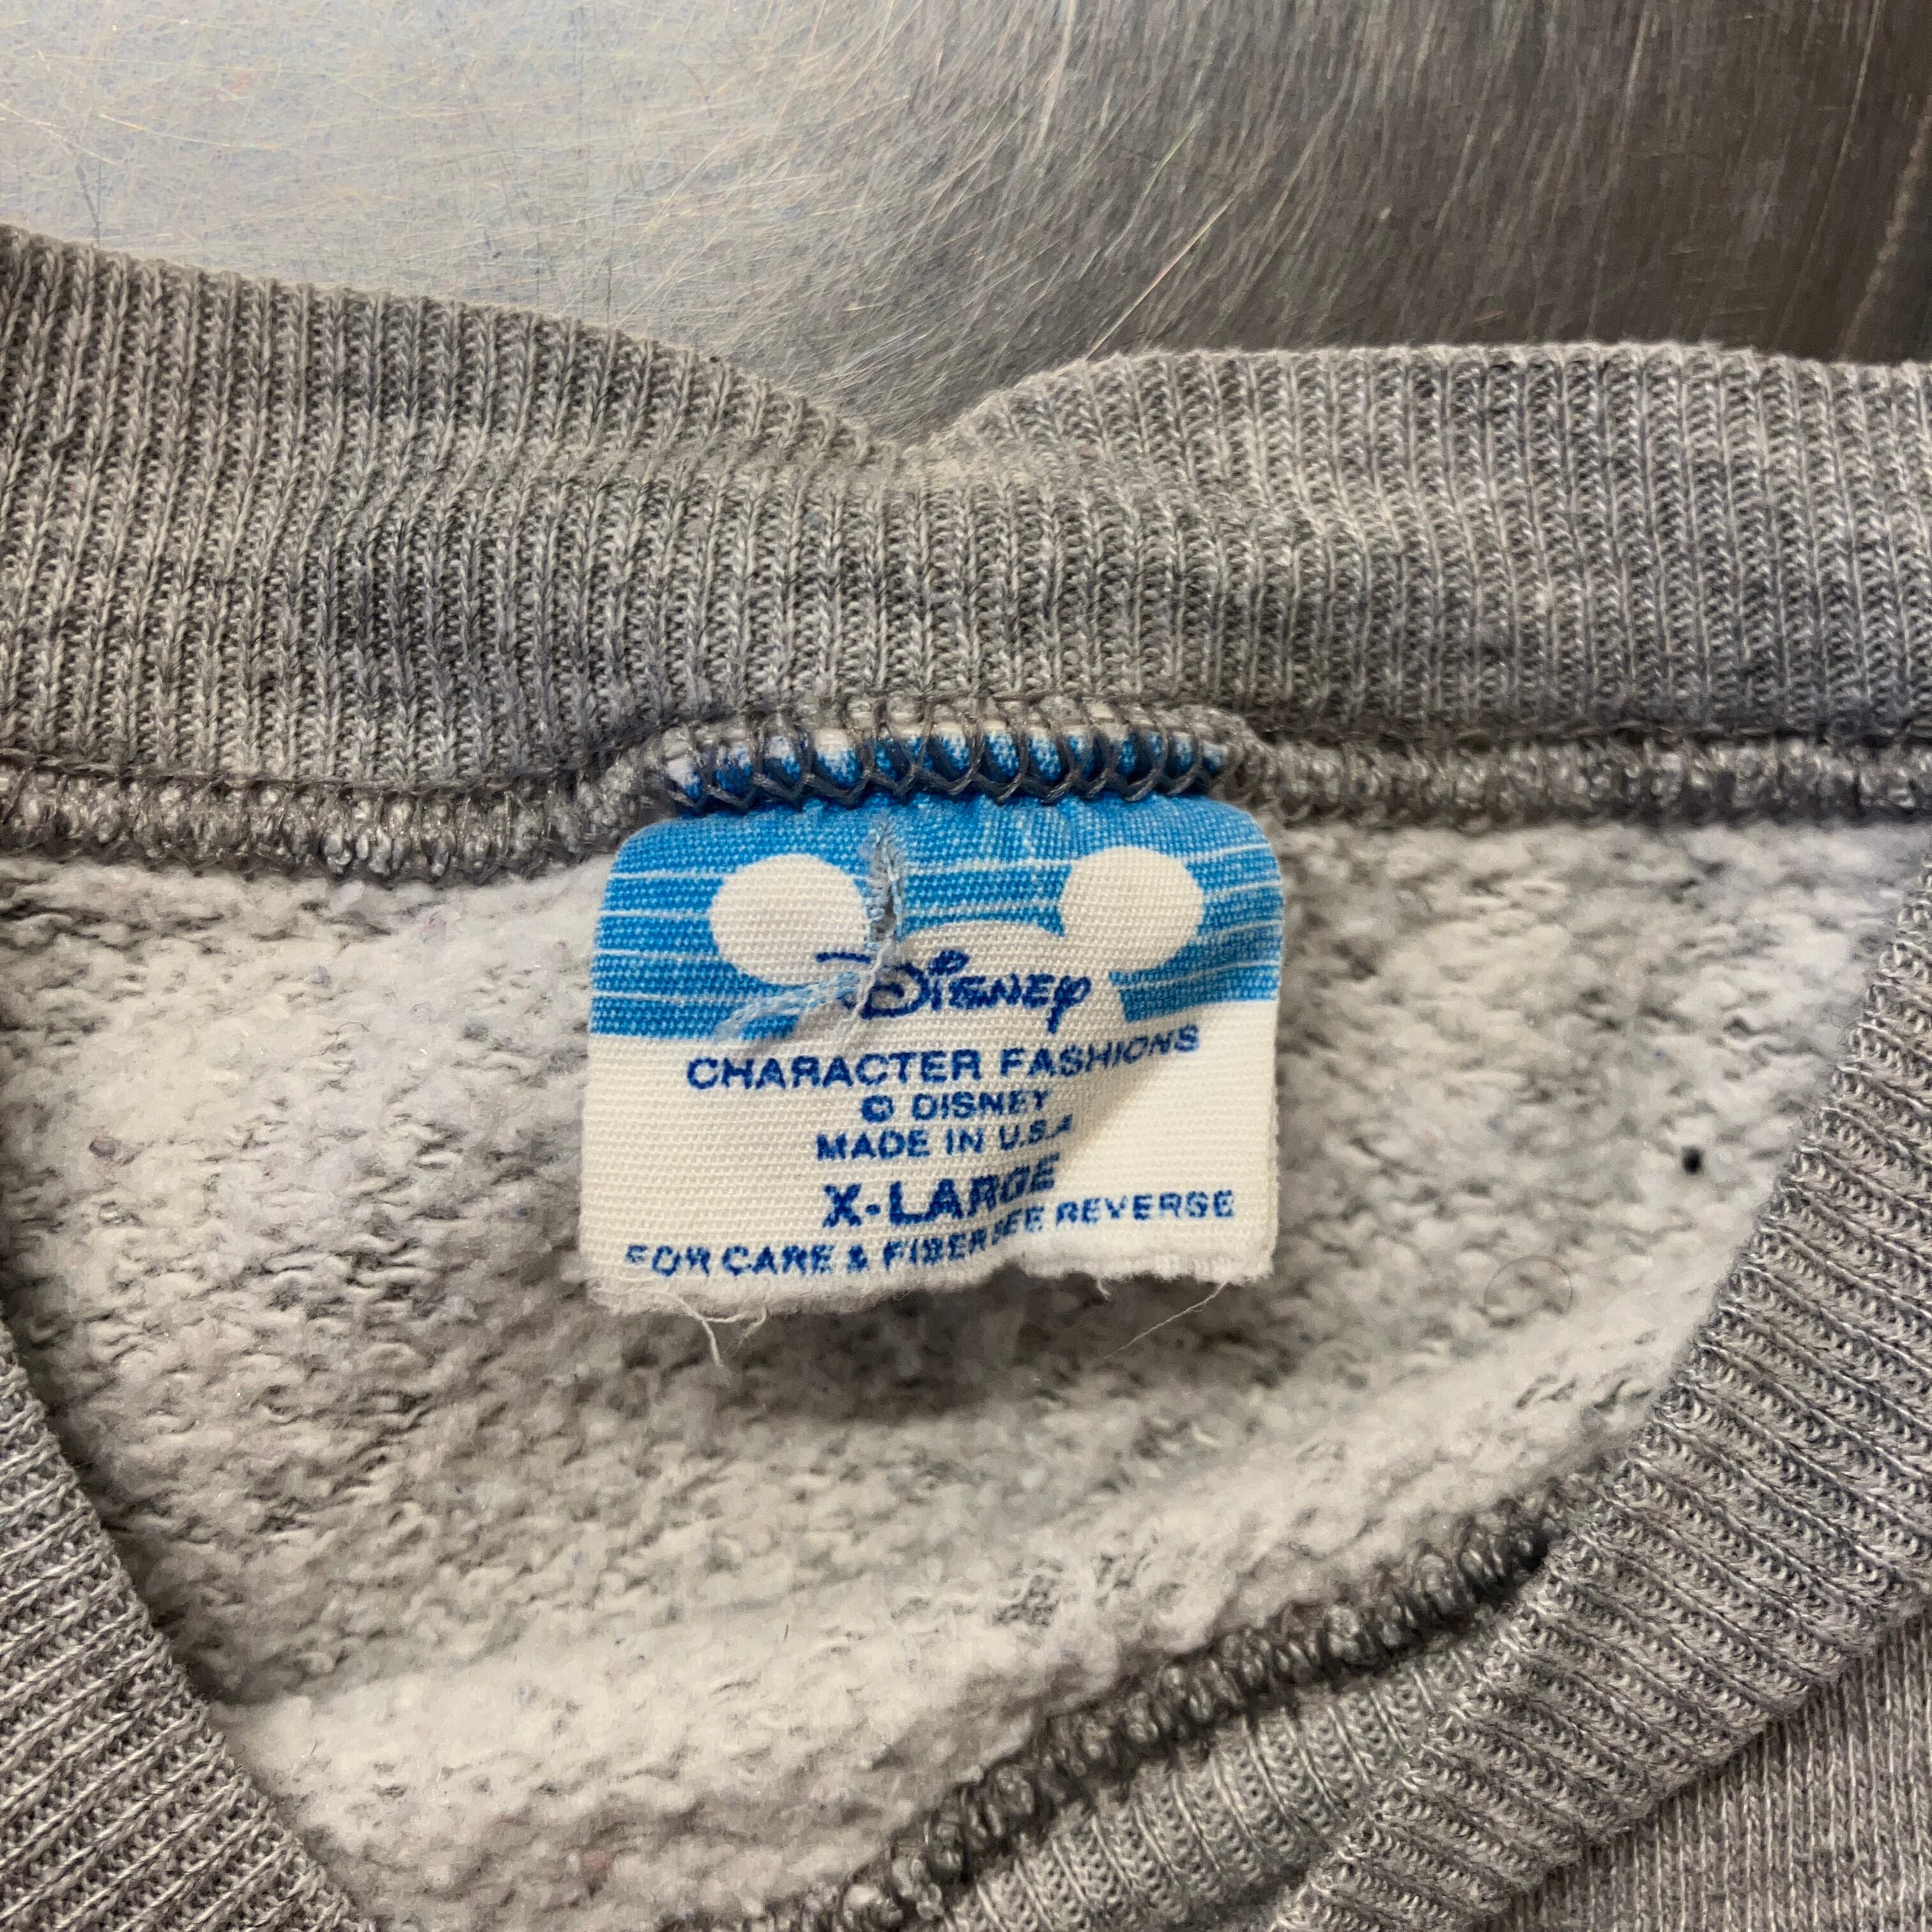 Disney
CHARACTER FASHIONS
© DISNEY
MADE IN U.S.A
X-LARGE
FOR CARE & FIBER SEE REVERSE